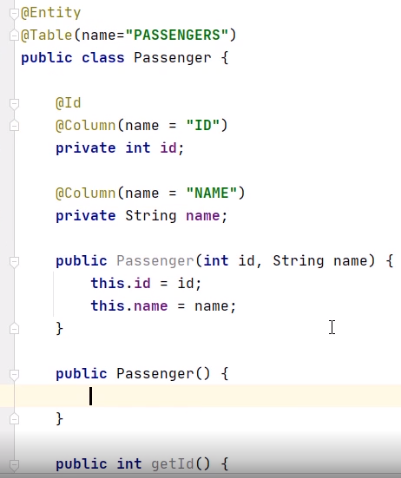 @Entity
@Table(name="PASSENGERS")
public class Passenger {
@Id
@Column(name = "ID")
private int id;
@Column(name = "NAME")
private String name;
public Passenger(int id, String name) {
this.id = id;
this.name = name;
}
public Passenger() {
}
public int getId() {